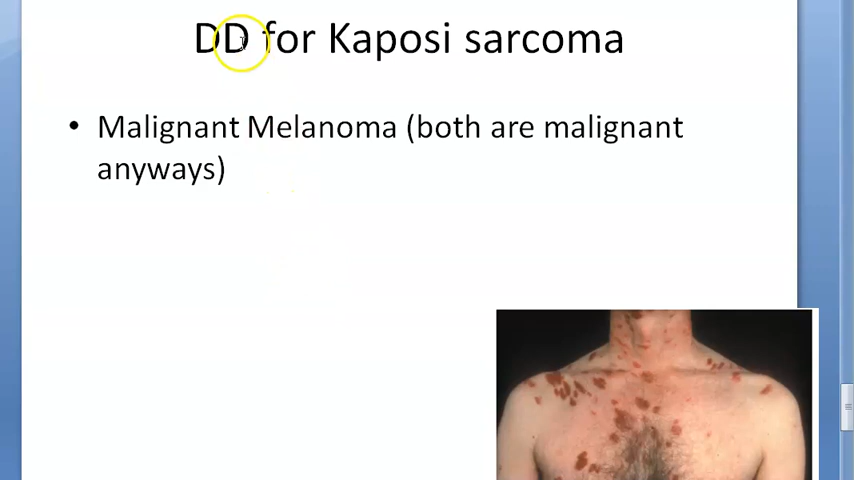 DD for Kaposi sarcoma
• Malignant Melanoma (both are malignant
anyways)